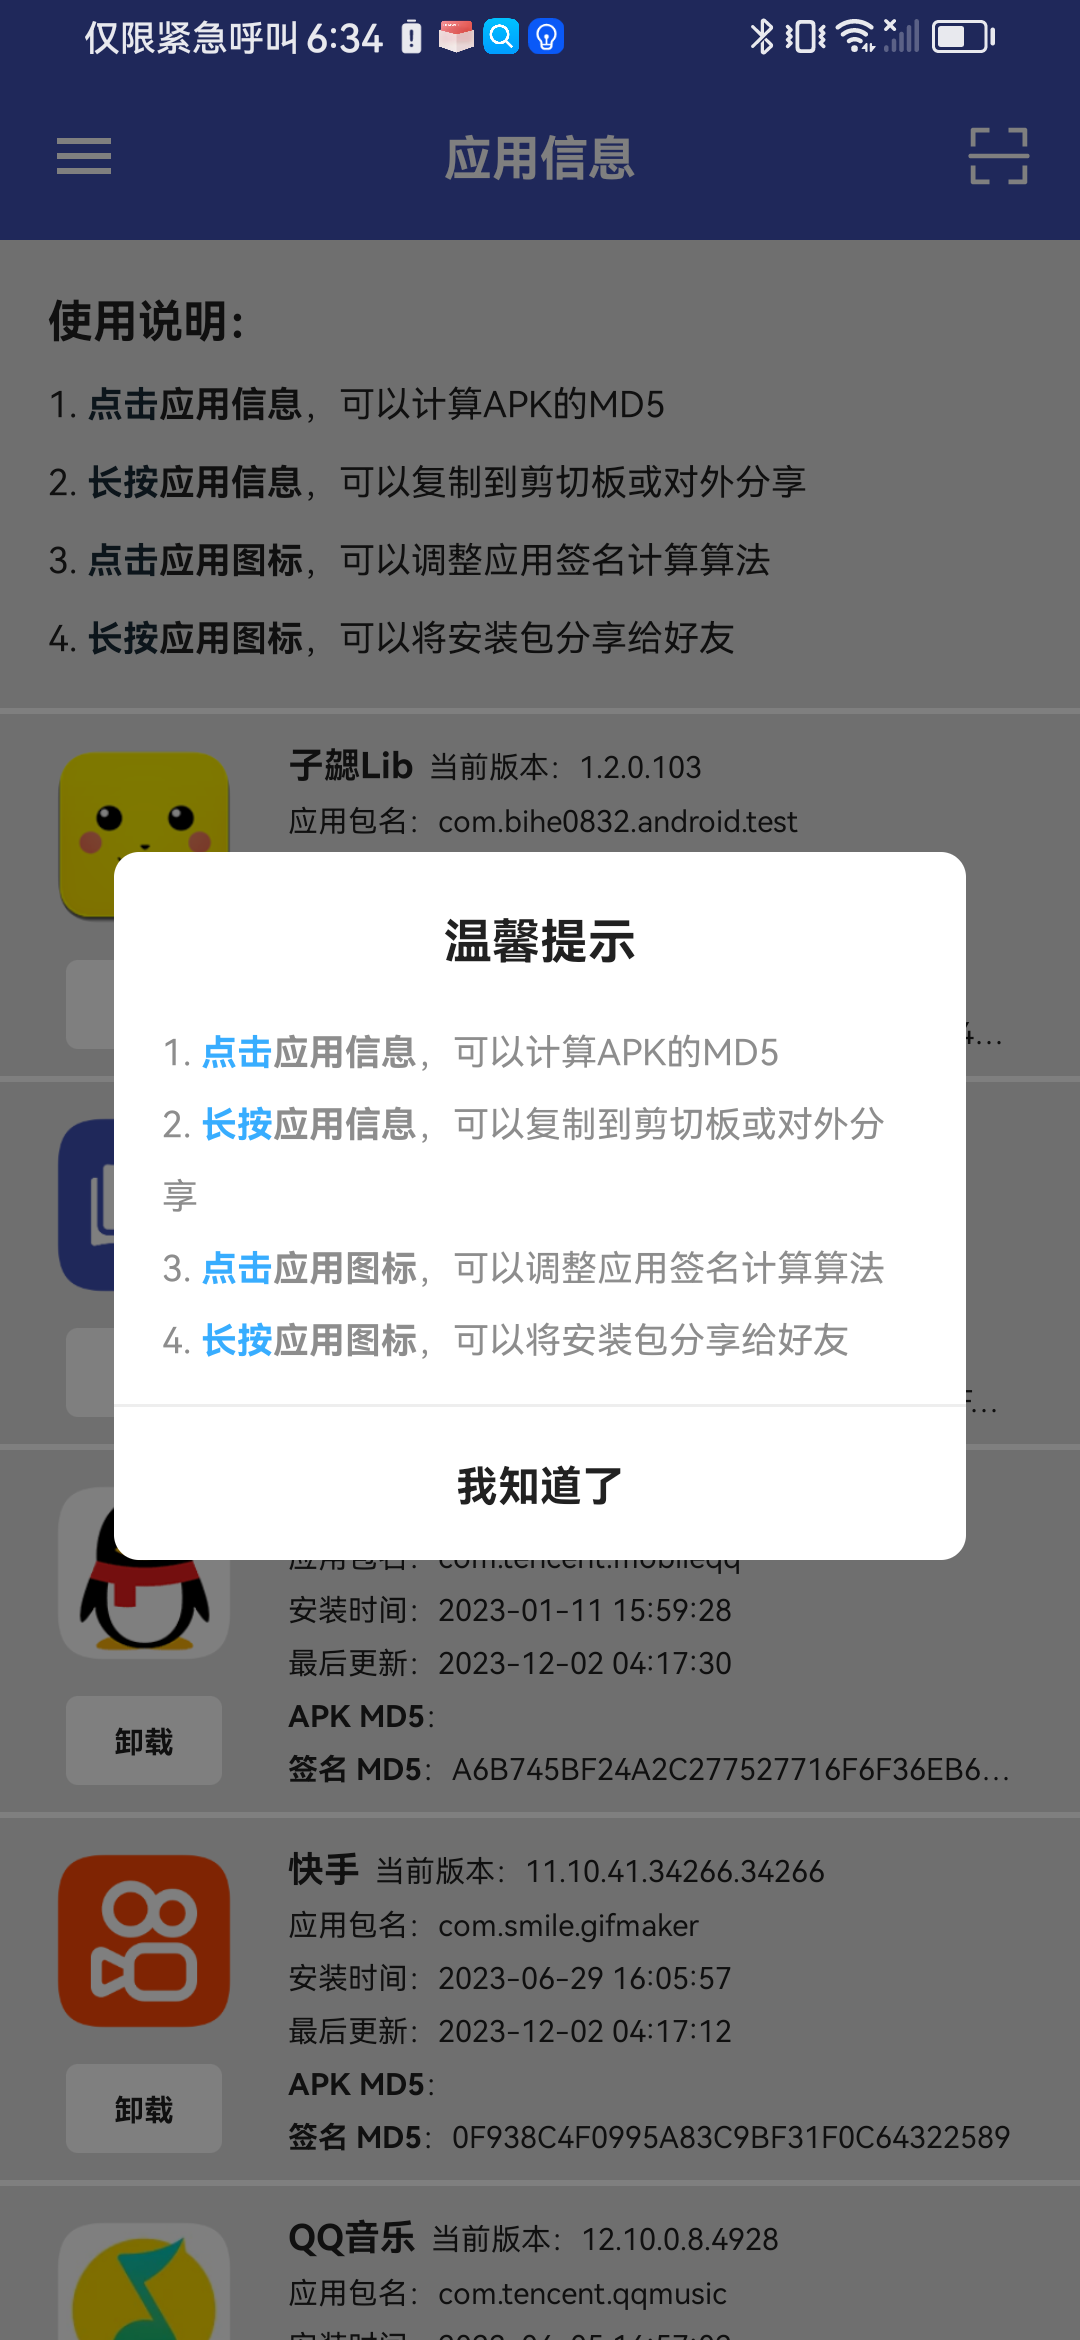 仅限紧急呼叫 6:34
应用信息
使用说明：
1. 点击应用信息，可以计算APK的MD5
2. 长按应用信息，可以复制到剪切板或对外分享
3. 点击应用图标，可以调整应用签名计算算法
4. 长按应用图标，可以将安装包分享给好友
子勰Lib 当前版本：1.2.0.103
应用包名：com.bihe0832.android.test
温馨提示
1. 点击应用信息，可以计算APK的MD5
2. 长按应用信息，可以复制到剪切板或对外分
享
3. 点击应用图标，可以调整应用签名计算算法
4. 长按应用图标，可以将安装包分享给好友
我知道了
应用包名：com.tencent.mobileqq
安装时间：2023-01-11 15:59:28
最后更新：2023-12-02 04:17:30
APK MD5：
卸载
签名 MD5：A6B745BF24A2C277527716F6F36EB6...
快手 当前版本：11.10.41.34266.34266
应用包名：com.smile.gifmaker
安装时间：2023-06-29 16:05:57
最后更新：2023-12-02 04:17:12
APK MD5：
卸载
签名 MD5：0F938C4F0995A83C9BF31F0C64322589
QQ音乐 当前版本：12.10.0.8.4928
应用包名：com.tencent.qqmusic